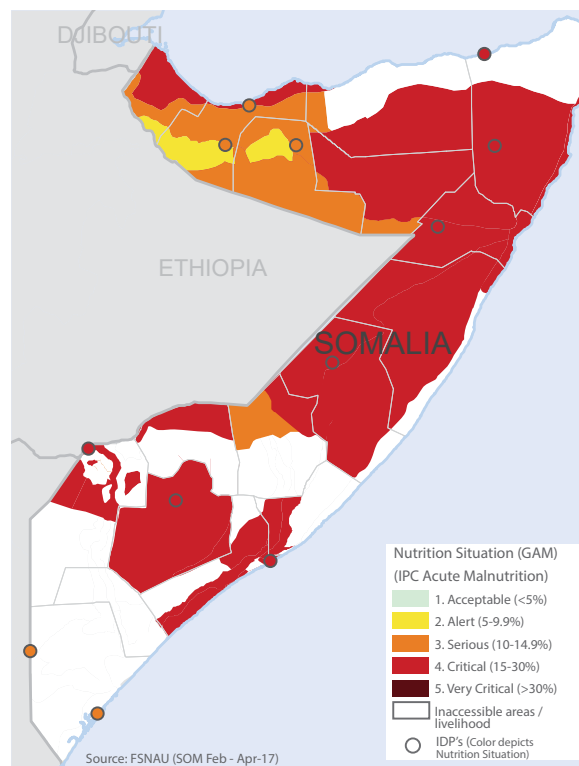 DJIBOUTI
ETHIOPIA
SOMALIA
Nutrition Situation (GAM)
(IPC Acute Malnutrition)
1. Acceptable (<5%)
2. Alert (5-9.9%)
3. Serious (10-14.9%)
4. Critical (15-30%)
5. Very Critical (>30%)
Inaccessible areas /
livelihood
IDP's (Color depicts
Nutrition Situation)
Source: FSNAU (SOM Feb - Apr-17)